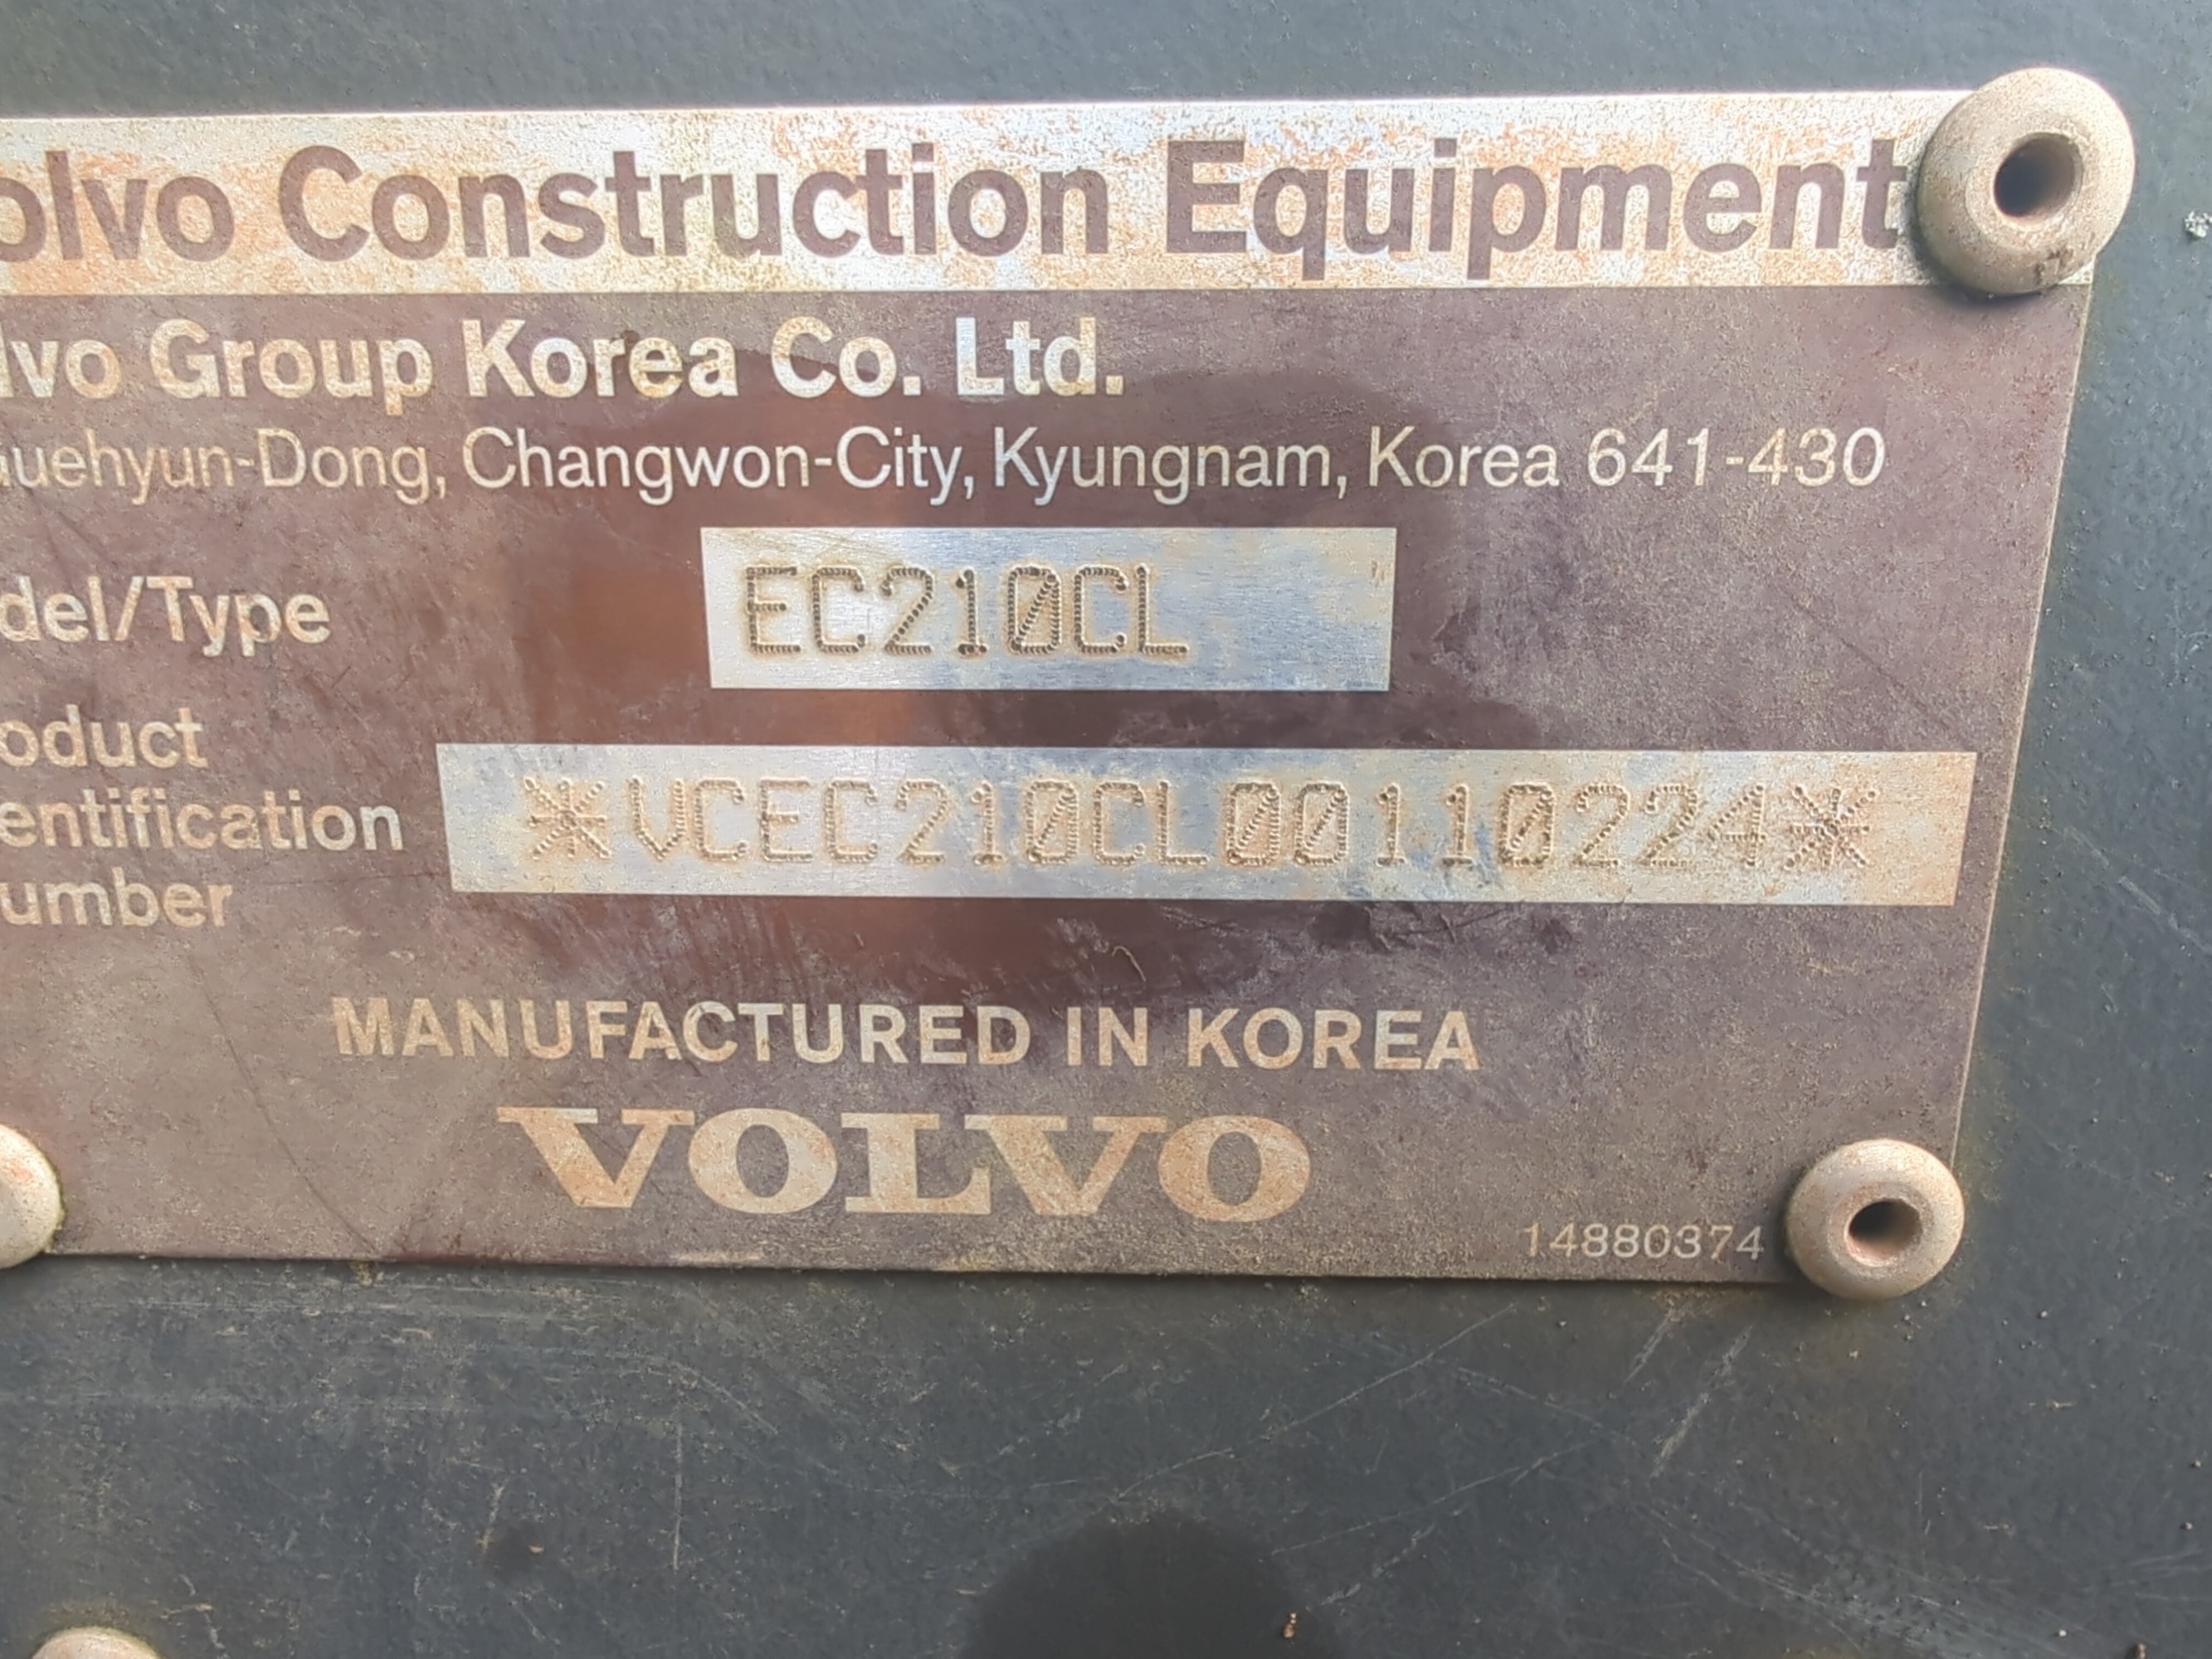 olvo Construction Equipment
lvo Group Korea Co. Ltd.
Guehyun-Dong, Changwon-City, Kyungnam, Korea 641-430
del/Type EC210CL
oduct
entification
umber
*VCEC210CL00110224*
MANUFACTURED IN KOREA
VOLVO
14880374